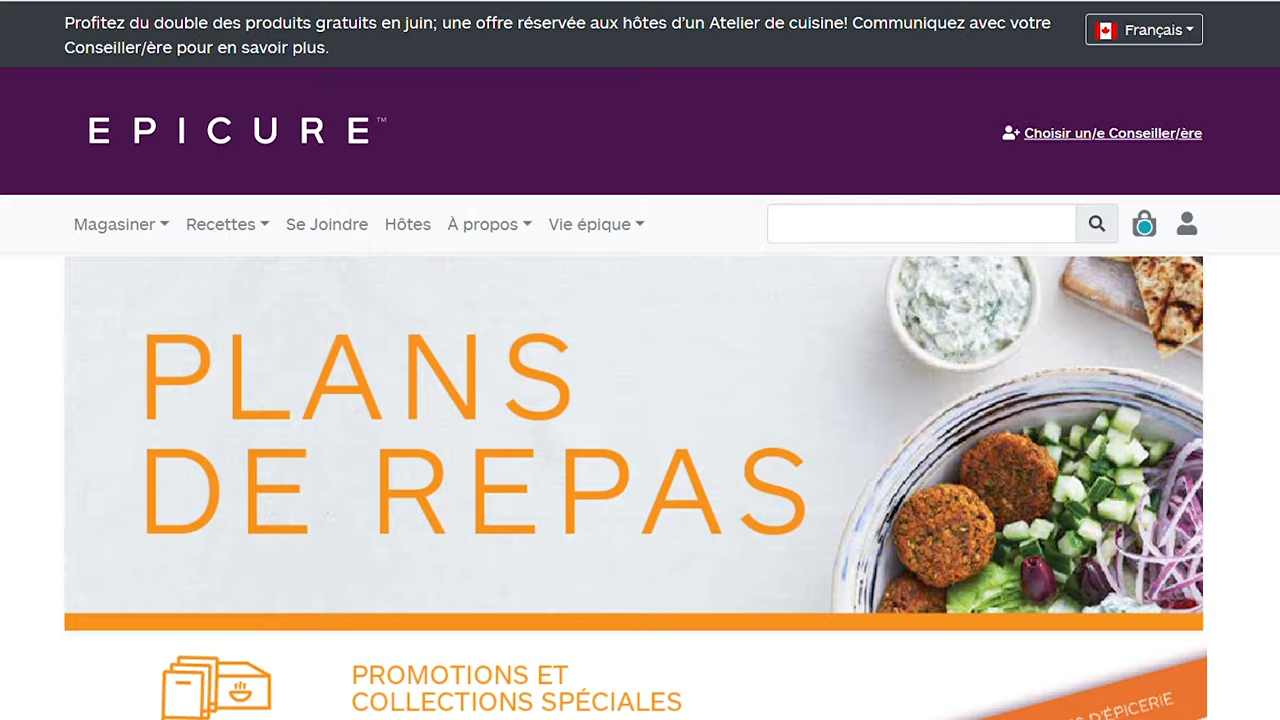 Profitez du double des produits gratuits en juin; une offre réservée aux hôtes d’un Atelier de cuisine! Communiquez avec votre
Conseiller/ère pour en savoir plus.
Français
EPICURE™
Choisir un/e Conseiller/ère
Magasiner Recettes Se Joindre Hôtes À propos Vie épique
PLANS
DE REPAS
PROMOTIONS ET
COLLECTIONS SPÉCIALES
D'ÉPICERIE